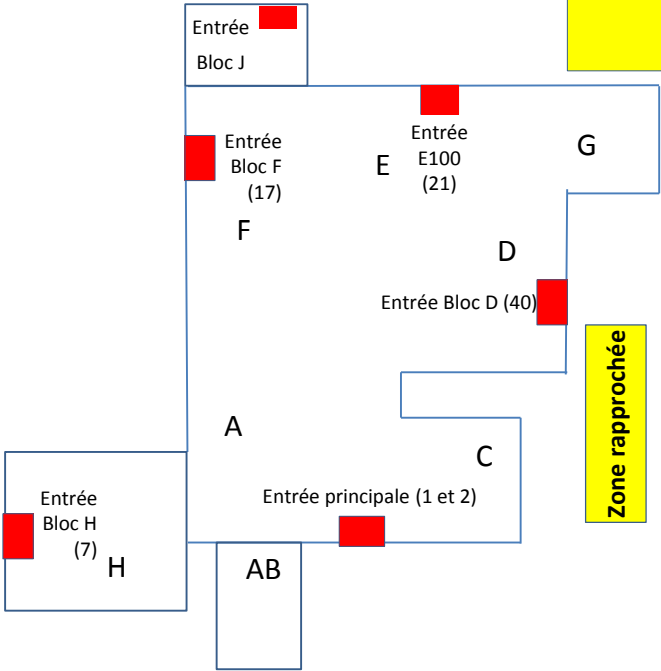 Entrée
Bloc J
Entrée
Bloc F
(17)
Entrée
E100
(21)
E
G
F
D
Entrée Bloc D (40)
Zone rapprochée
A
C
Entrée principale (1 et 2)
Entrée
Bloc H
(7)
H
AB